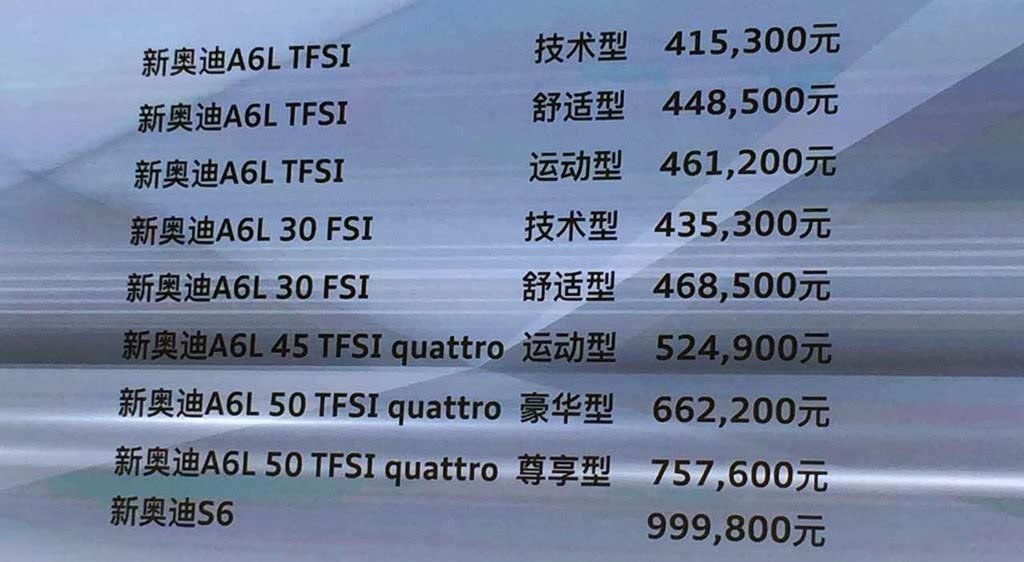 新奥迪A6L TFSI 技术型 415,300元
新奥迪A6L TFSI 舒适型 448,500元
新奥迪A6L TFSI 运动型 461,200元
新奥迪A6L 30 FSI 技术型 435,300元
新奥迪A6L 30 FSI 舒适型 468,500元
新奥迪A6L 45 TFSI quattro 运动型 524,900元
新奥迪A6L 50 TFSI quattro 豪华型 662,200元
新奥迪A6L 50 TFSI quattro 尊享型 757,600元
新奥迪S6 999,800元